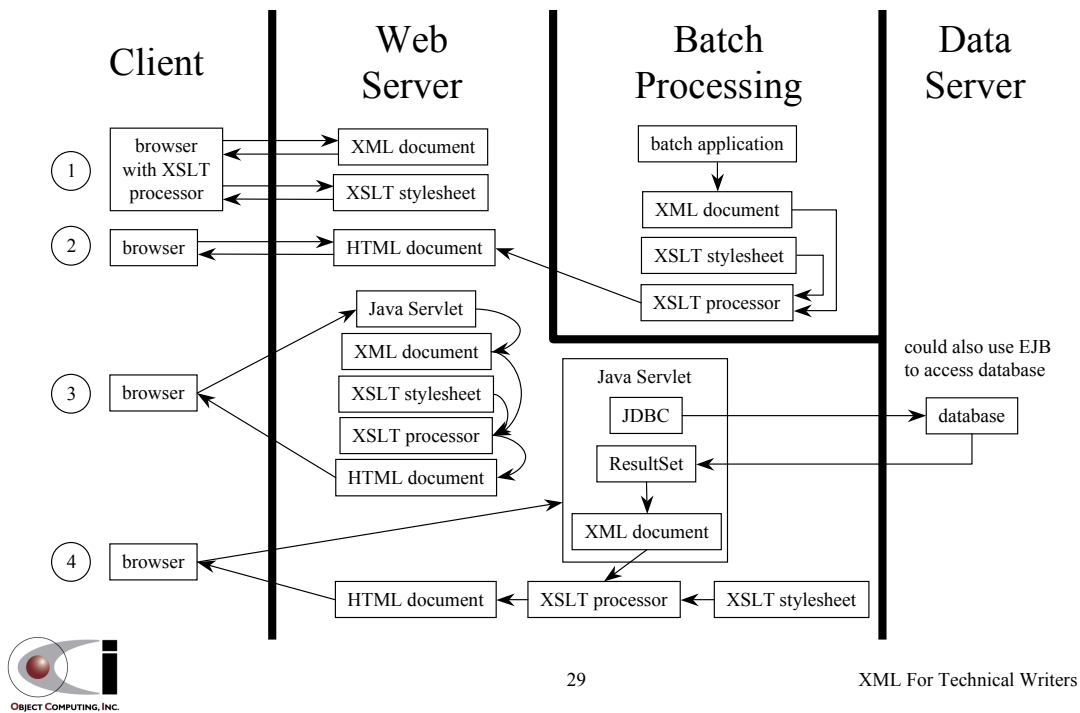 Client
Web
Server
Batch
Processing
Data
Server
1
browser
with XSLT
processor
XML document
XSLT stylesheet
batch application
XML document
XSLT stylesheet
XSLT processor
2
browser
HTML document
3
browser
Java Servlet
XML document
XSLT stylesheet
XSLT processor
HTML document
Java Servlet
JDBC
ResultSet
XML document
could also use EJB
to access database
database
4
browser
HTML document
XSLT processor
XSLT stylesheet
OBJECT COMPUTING, INC.
29
XML For Technical Writers